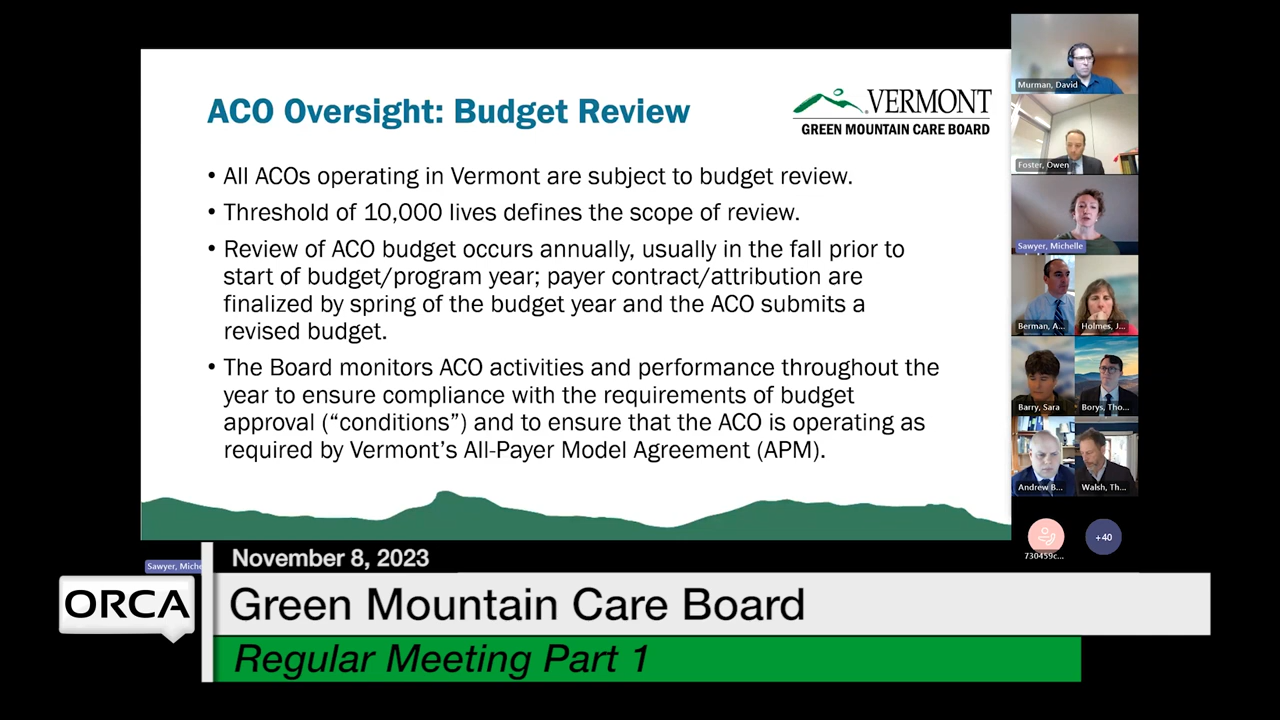 ACO Oversight: Budget Review
VERMONT
GREEN MOUNTAIN CARE BOARD
• All ACOs operating in Vermont are subject to budget review.
• Threshold of 10,000 lives defines the scope of review.
• Review of ACO budget occurs annually, usually in the fall prior to
start of budget/program year; payer contract/attribution are
finalized by spring of the budget year and the ACO submits a
revised budget.
• The Board monitors ACO activities and performance throughout the
year to ensure compliance with the requirements of budget
approval (“conditions”) and to ensure that the ACO is operating as
required by Vermont’s All-Payer Model Agreement (APM).
Murman, David
Foster, Owen
Sawyer, Michelle
Berman, A...
Holmes, J...
Barry, Sara
Borys, Tho...
Andrew B...
Walsh, Th...
730459c...
+40
Sawyer, Miche
November 8, 2023
ORCA
Green Mountain Care Board
Regular Meeting Part 1